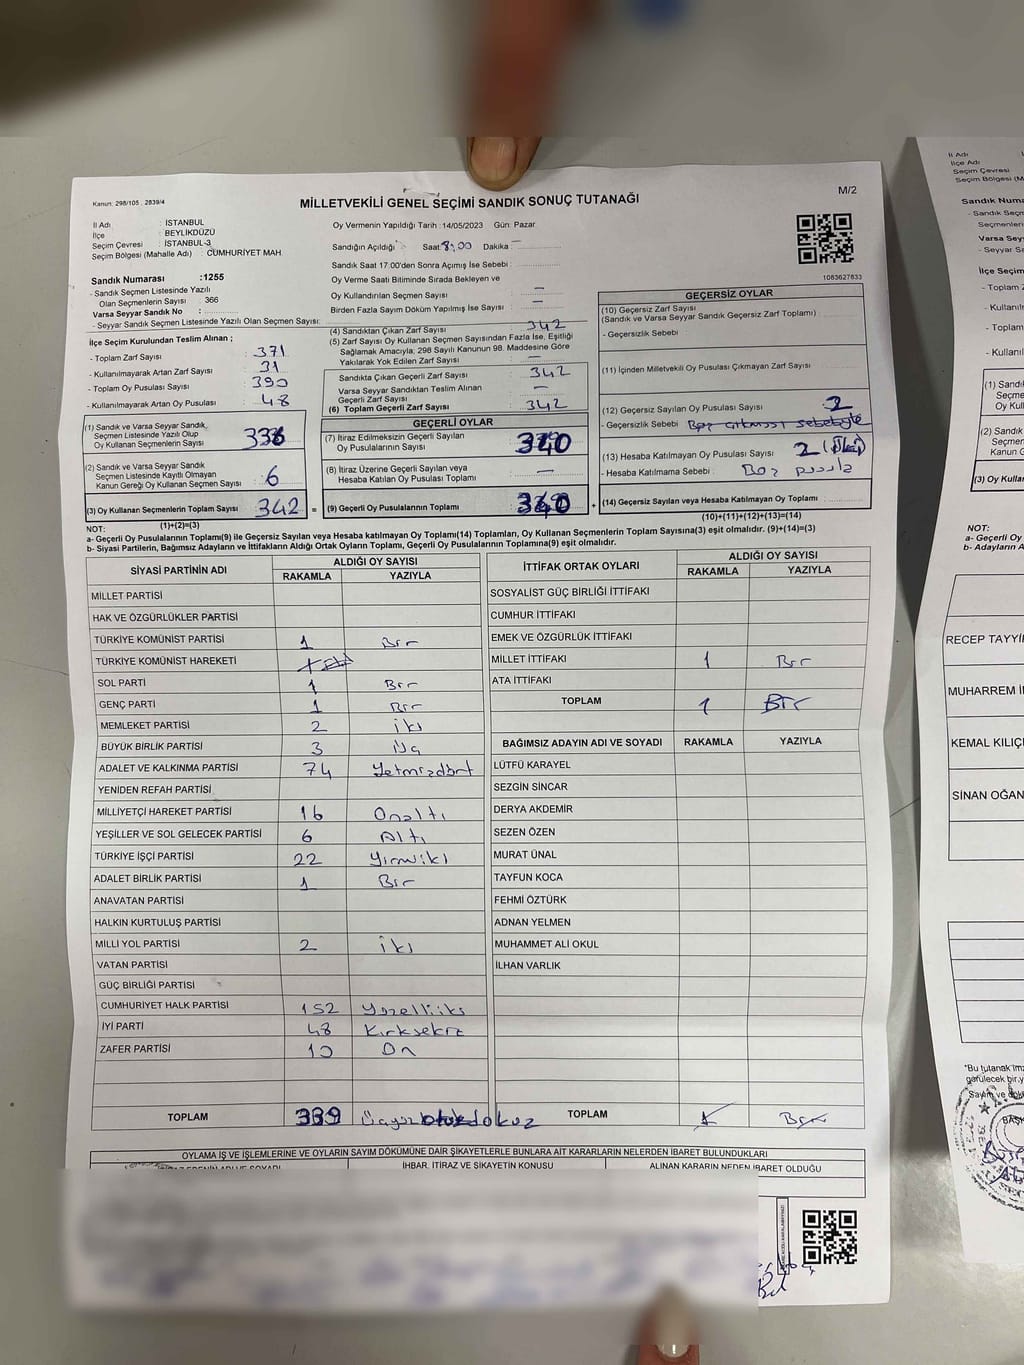 Kanun: 298/105 , 2839/4
MİLLETVEKİLİ GENEL SEÇİMİ SANDIK SONUÇ TUTANAĞI
M/2
İl Adı : İSTANBUL
İlçe : BEYLİKDÜZÜ
Seçim Çevresi : İSTANBUL-3
Seçim Bölgesi (Mahalle Adı) : CUMHURİYET MAH.
Sandık Numarası :1255
- Sandık Seçmen Listesinde Yazılı
Olan Seçmenlerin Sayısı : 366
Varsa Seyyar Sandık No :
- Seyyar Sandık Seçmen Listesinde Yazılı Olan Seçmen Sayısı:
İlçe Seçim Kurulundan Teslim Alınan ;
- Toplam Zarf Sayısı : 371
- Kullanılmayarak Artan Zarf Sayısı : 31
- Toplam Oy Pusulası Sayısı : 390
- Kullanılmayarak Artan Oy Pusulası : 48
(1) Sandık ve Varsa Seyyar Sandık
Seçmen Listesinde Yazılı Olup
Oy Kullanan Seçmenlerin Sayısı : 336
(2) Sandık ve Varsa Seyyar Sandık
Seçmen Listesinde Kayıtlı Olmayan
Kanun Gereği Oy Kullanan Seçmen Sayısı : 6
(3) Oy Kullanan Seçmenlerin Toplam Sayısı 342 =
(1)+(2)=(3)
Oy Vermenin Yapıldığı Tarih : 14/05/2023 Gün: Pazar
Sandığın Açıldığı Saat: 8:00 Dakika -
Sandık Saat 17:00'den Sonra Açımış İse Sebebi :
Oy Verme Saati Bitiminde Sırada Bekleyen ve
Oy Kullandırılan Seçmen Sayısı : -
Birden Fazla Sayım Döküm Yapılmış İse Sayısı : -
(4) Sandıktan Çıkan Zarf Sayısı : 342
(5) Zarf Sayısı Oy Kullanan Seçmen Sayısından Fazla İse, Eşitliği
Sağlamak Amacıyla; 298 Sayılı Kanunun 98. Maddesine Göre
Yakılarak Yok Edilen Zarf Sayısı : -
Sandıkta Çıkan Geçerli Zarf Sayısı : 342
Varsa Seyyar Sandıktan Teslim Alınan
Geçerli Zarf Sayısı : -
(6) Toplam Geçerli Zarf Sayısı : 342
GEÇERLİ OYLAR
(7) İtiraz Edilmeksizin Geçerli Sayılan
Oy Pusulalarının Sayısı : 340
(8) İtiraz Üzerine Geçerli Sayılan veya
Hesaba Katılan Oy Pusulası Toplamı : -
(9) Geçerli Oy Pusulalarının Toplamı : 340 +
1083627833
GEÇERSİZ OYLAR
(10) Geçersiz Zarf Sayısı
(Sandık ve Varsa Seyyar Sandık Geçersiz Zarf Toplamı) :
- Geçersizlik Sebebi :
(11) İçinden Milletvekili Oy Pusulası Çıkmayan Zarf Sayısı :
(12) Geçersiz Sayılan Oy Pusulası Sayısı : 2
- Geçersizlik Sebebi : Boş çıkması sebebiyle
(13) Hesaba Katılmayan Oy Pusulası Sayısı : 2 (İki)
- Hesaba Katılmama Sebebi : Boş pusula
(14) Geçersiz Sayılan veya Hesaba Katılmayan Oy Toplamı :
(10)+(11)+(12)+(13)=(14)
NOT:
a- Geçerli Oy Pusulalarının Toplamı(9) ile Geçersiz Sayılan veya Hesaba katılmayan Oy Toplamı(14) Toplamları, Oy Kullanan Seçmenlerin Toplam Sayısına(3) eşit olmalıdır. (9)+(14)=(3)
b- Siyasi Partilerin, Bağımsız Adayların ve İttifakların Aldığı Ortak Oyların Toplamı, Geçerli Oy Pusulalarının Toplamına(9) eşit olmalıdır.
SİYASİ PARTİNİN ADI ALDIĞI OY SAYISI
RAKAMLA YAZIYLA
MİLLET PARTİSİ
HAK VE ÖZGÜRLÜKLER PARTİSİ
TÜRKİYE KOMÜNİST PARTİSİ 1 Bir
TÜRKİYE KOMÜNİST HAREKETİ
SOL PARTİ 1 Bir
GENÇ PARTİ 1 Bir
MEMLEKET PARTİSİ 2 iki
BÜYÜK BİRLİK PARTİSİ 3 Üç
ADALET VE KALKINMA PARTİSİ 74 Yetmişdört
YENİDEN REFAH PARTİSİ
MİLLİYETÇİ HAREKET PARTİSİ 16 Onaltı
YEŞİLLER VE SOL GELECEK PARTİSİ 6 Altı
TÜRKİYE İŞÇİ PARTİSİ 22 Yirmiiki
ADALET BİRLİK PARTİSİ 1 Bir
ANAVATAN PARTİSİ
HALKIN KURTULUŞ PARTİSİ
MİLLİ YOL PARTİSİ 2 iki
VATAN PARTİSİ
GÜÇ BİRLİĞİ PARTİSİ
CUMHURİYET HALK PARTİSİ 152 Yüzelliiki
İYİ PARTİ 48 Kırksekiz
ZAFER PARTİSİ 10 On
TOPLAM 339 Üçyüzotuzdokuz
İTTİFAK ORTAK OYLARI ALDIĞI OY SAYISI
RAKAMLA YAZIYLA
SOSYALİST GÜÇ BİRLİĞİ İTTİFAKI
CUMHUR İTTİFAKI
EMEK VE ÖZGÜRLÜK İTTİFAKI
MİLLET İTTİFAKI 1 Bir
ATA İTTİFAKI
TOPLAM 1 Bir
BAĞIMSIZ ADAYIN ADI VE SOYADI RAKAMLA YAZIYLA
LÜTFÜ KARAYEL
SEZGİN SİNCAR
DERYA AKDEMİR
SEZEN ÖZEN
MURAT ÜNAL
TAYFUN KOCA
FEHMİ ÖZTÜRK
ADNAN YELMEN
MUHAMMET ALİ OKUL
İLHAN VARLIK
TOPLAM 1 Bir
OYLAMA İŞ VE İŞLEMLERİNE VE OYLARIN SAYIM DÖKÜMÜNE DAİR ŞİKAYETLERLE BUNLARA AİT KARARLARIN NELERDEN İBARET BULUNDUKLARI
İHBAR, İTİRAZ VE ŞİKAYETİN KONUSU
ALINAN KARARIN NEDEN İBARET OLDUĞU
İl Adı
İlçe Adı
Seçim Çevresi
Seçim Bölgesi (M
Sandık Numa
- Sandık Seç
Seçmenleri
Varsa Seyya
- Seyyar S
İlçe Seçi
- Toplam Z
- Kullanıl
- Toplam
- Kullanı
(1) Sandı
Seçme
Oy Ku
(2) Sandı
Seçm
Kanun G
(3) Oy Kullan
NOT:
a- Geçerli Oy
b- Adayların A
RECEP TAYYİ
MUHARREM İ
KEMAL KILIÇ
SİNAN OĞAN
"Bu tutanak
Sayım ve dök